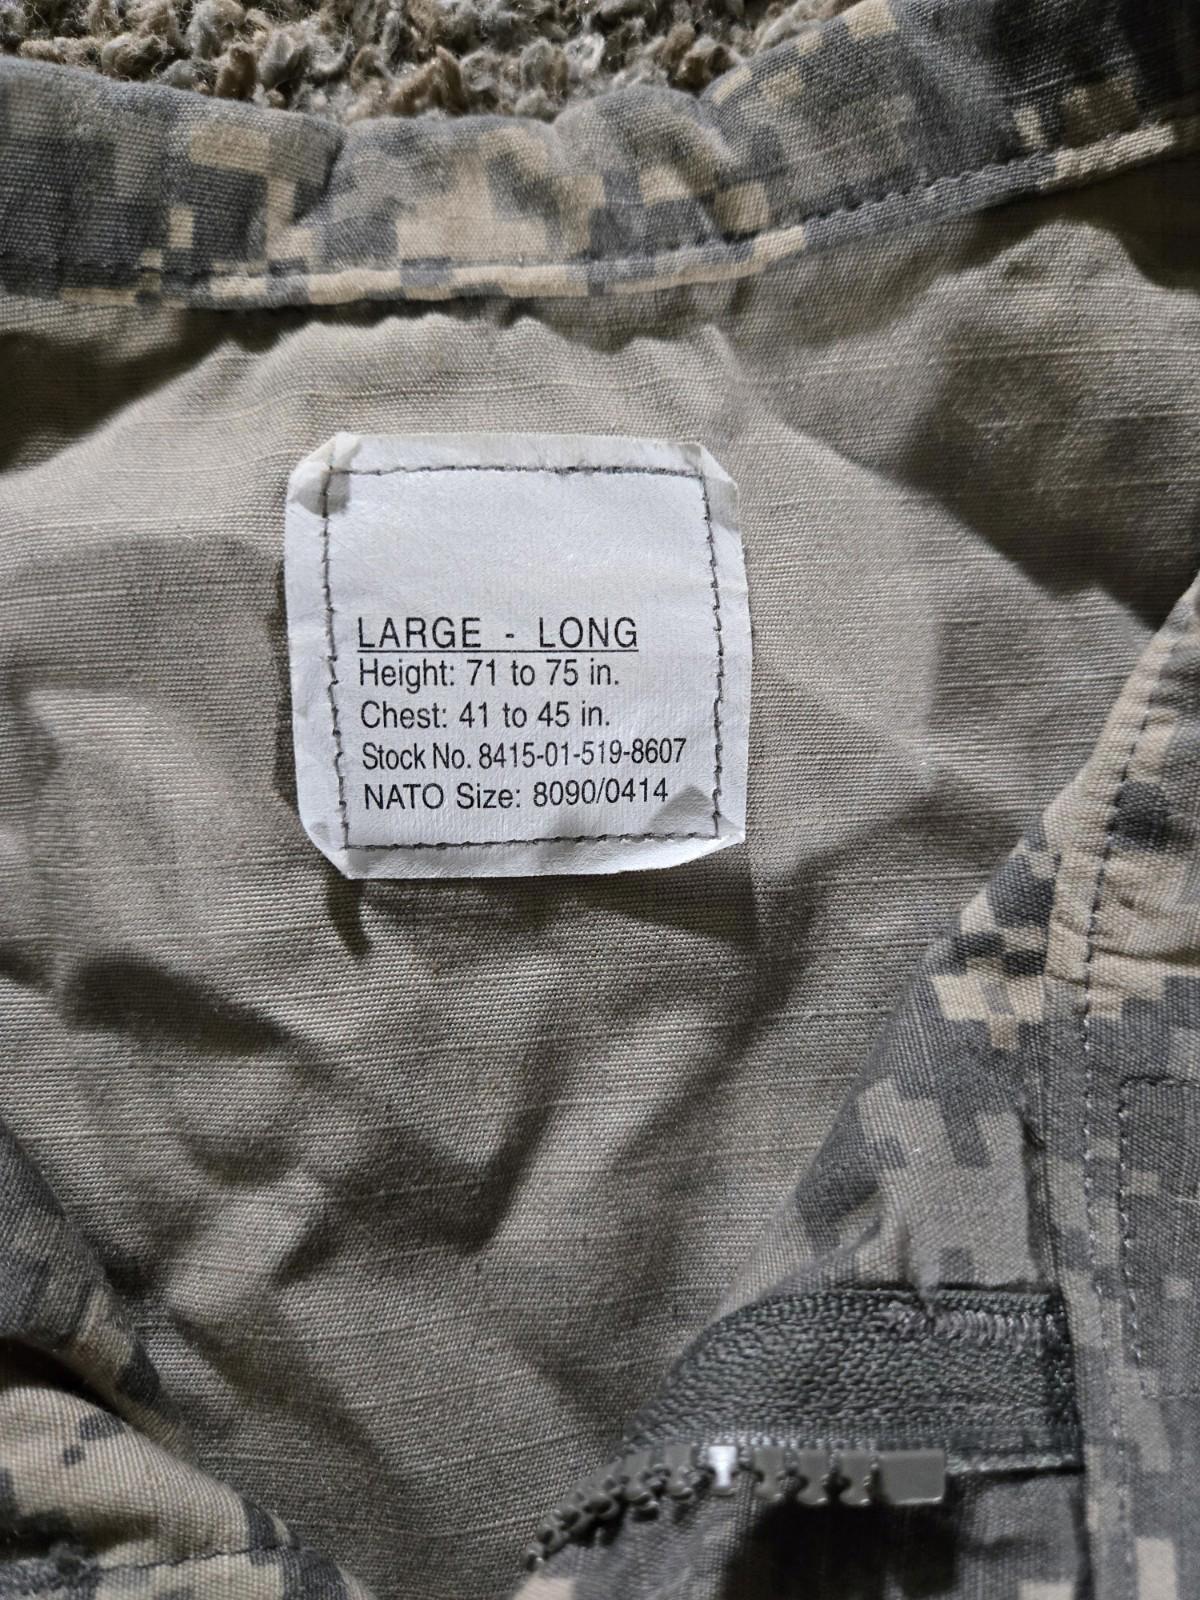 LARGE - LONG
Height: 71 to 75 in.
Chest: 41 to 45 in.
Stock No. 8415-01-519-8607
NATO Size: 8090/0414